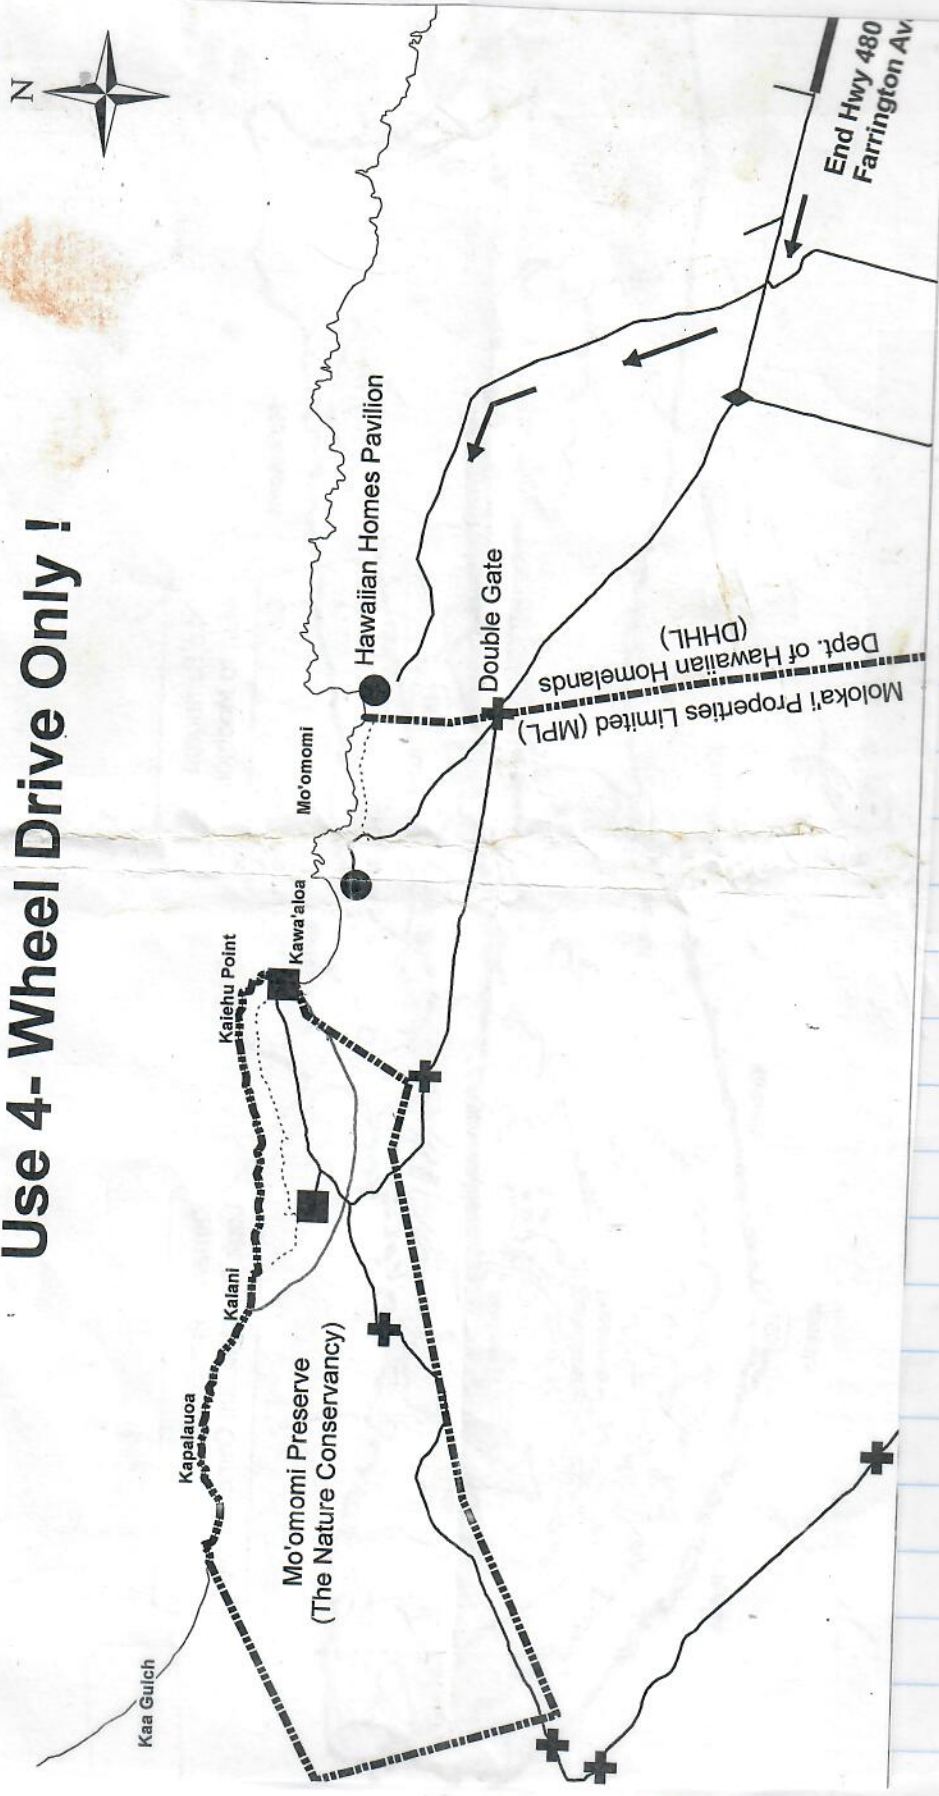 Use 4- Wheel Drive Only !
N
Kaa Gulch
Kapalauoa
Kalani
Kaiehu Point
Kawa'aloa
Mo'omomi
Hawaiian Homes Pavilion
Mo'omomi Preserve
(The Nature Conservancy)
Double Gate
Moloka'i Properties Limited (MPL)
Dept. of Hawaiian Homelands
(DHHL)
End Hwy 480
Farrington Av